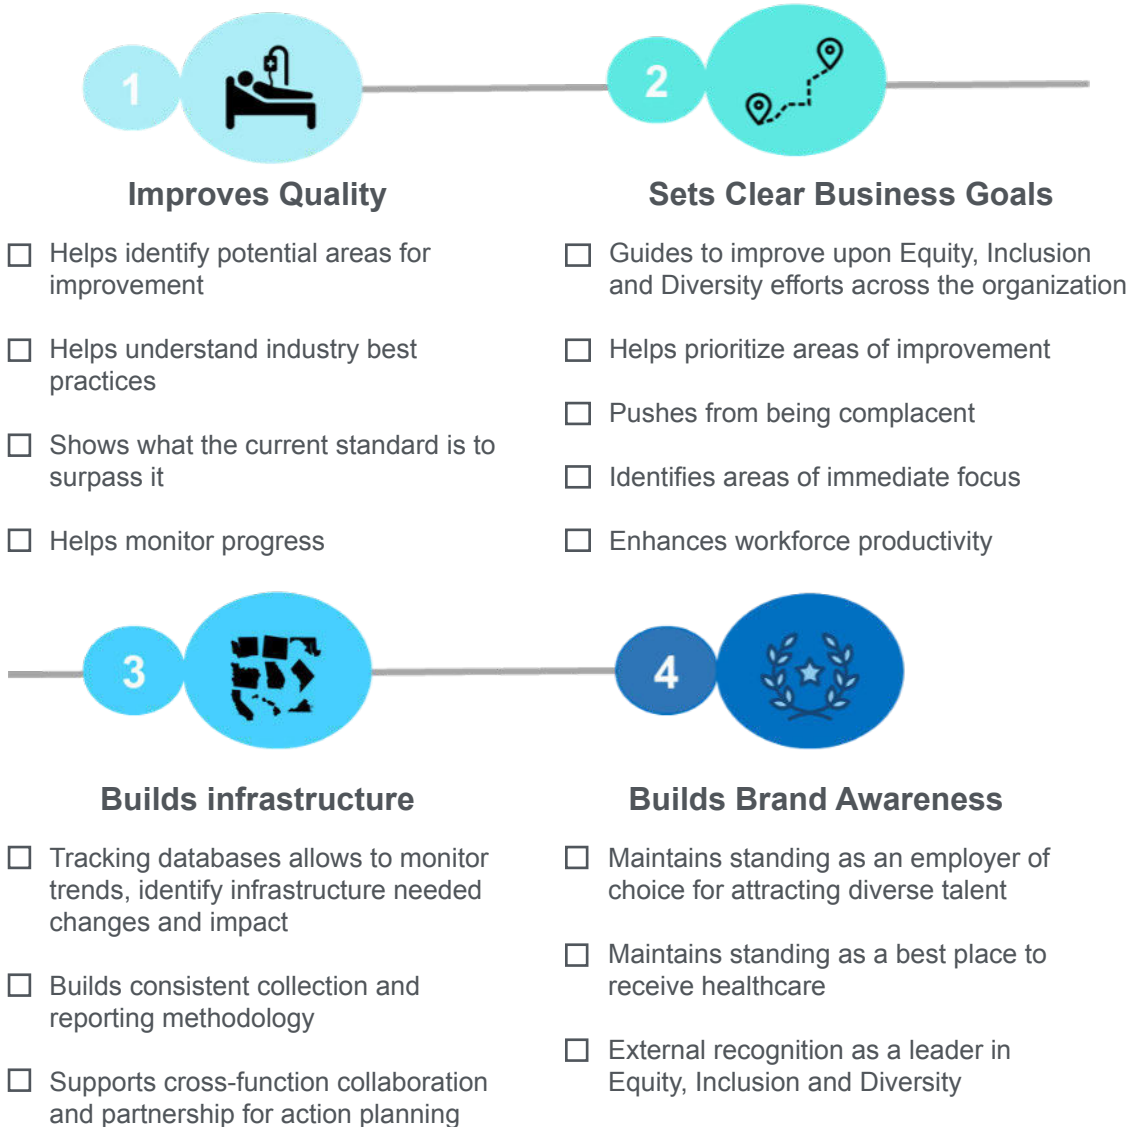 1
Improves Quality
Helps identify potential areas for
improvement
Helps understand industry best
practices
Shows what the current standard is to
surpass it
Helps monitor progress
2
Sets Clear Business Goals
Guides to improve upon Equity, Inclusion
and Diversity efforts across the organization
Helps prioritize areas of improvement
Pushes from being complacent
Identifies areas of immediate focus
Enhances workforce productivity
3
Builds infrastructure
Tracking databases allows to monitor
trends, identify infrastructure needed
changes and impact
Builds consistent collection and
reporting methodology
Supports cross-function collaboration
and partnership for action planning
4
Builds Brand Awareness
Maintains standing as an employer of
choice for attracting diverse talent
Maintains standing as a best place to
receive healthcare
External recognition as a leader in
Equity, Inclusion and Diversity